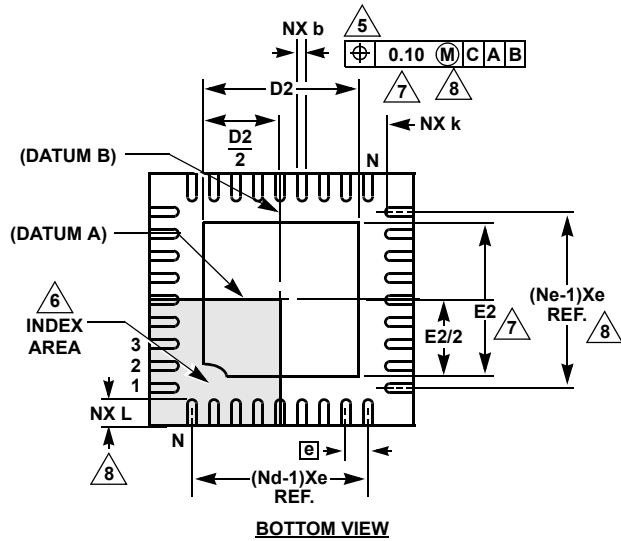 NX b
5
⌖ 0.10 Ⓜ C A B
7
8
D2
D2
2
NX k
(DATUM B)
N
(DATUM A)
6
INDEX
AREA
3
2
1
E2/2
E2
7
(Ne-1)Xe
REF.
8
NX L
8
N
e
(Nd-1)Xe
REF.
BOTTOM VIEW